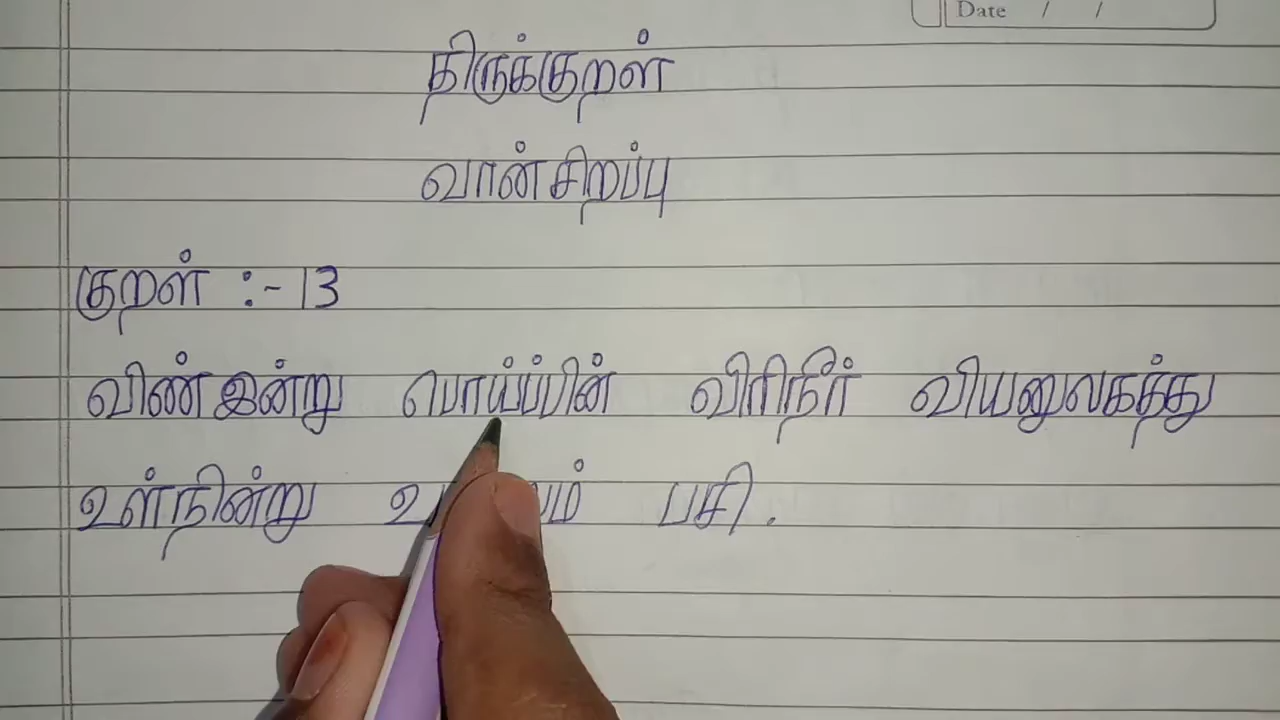 Date / /
திருக்குறள்
வான்சிறப்பு
குறள் :- 13
விண்இன்று பொய்ப்பின் விரிநீர் வியனுலகத்து
உள்நின்று பசி.